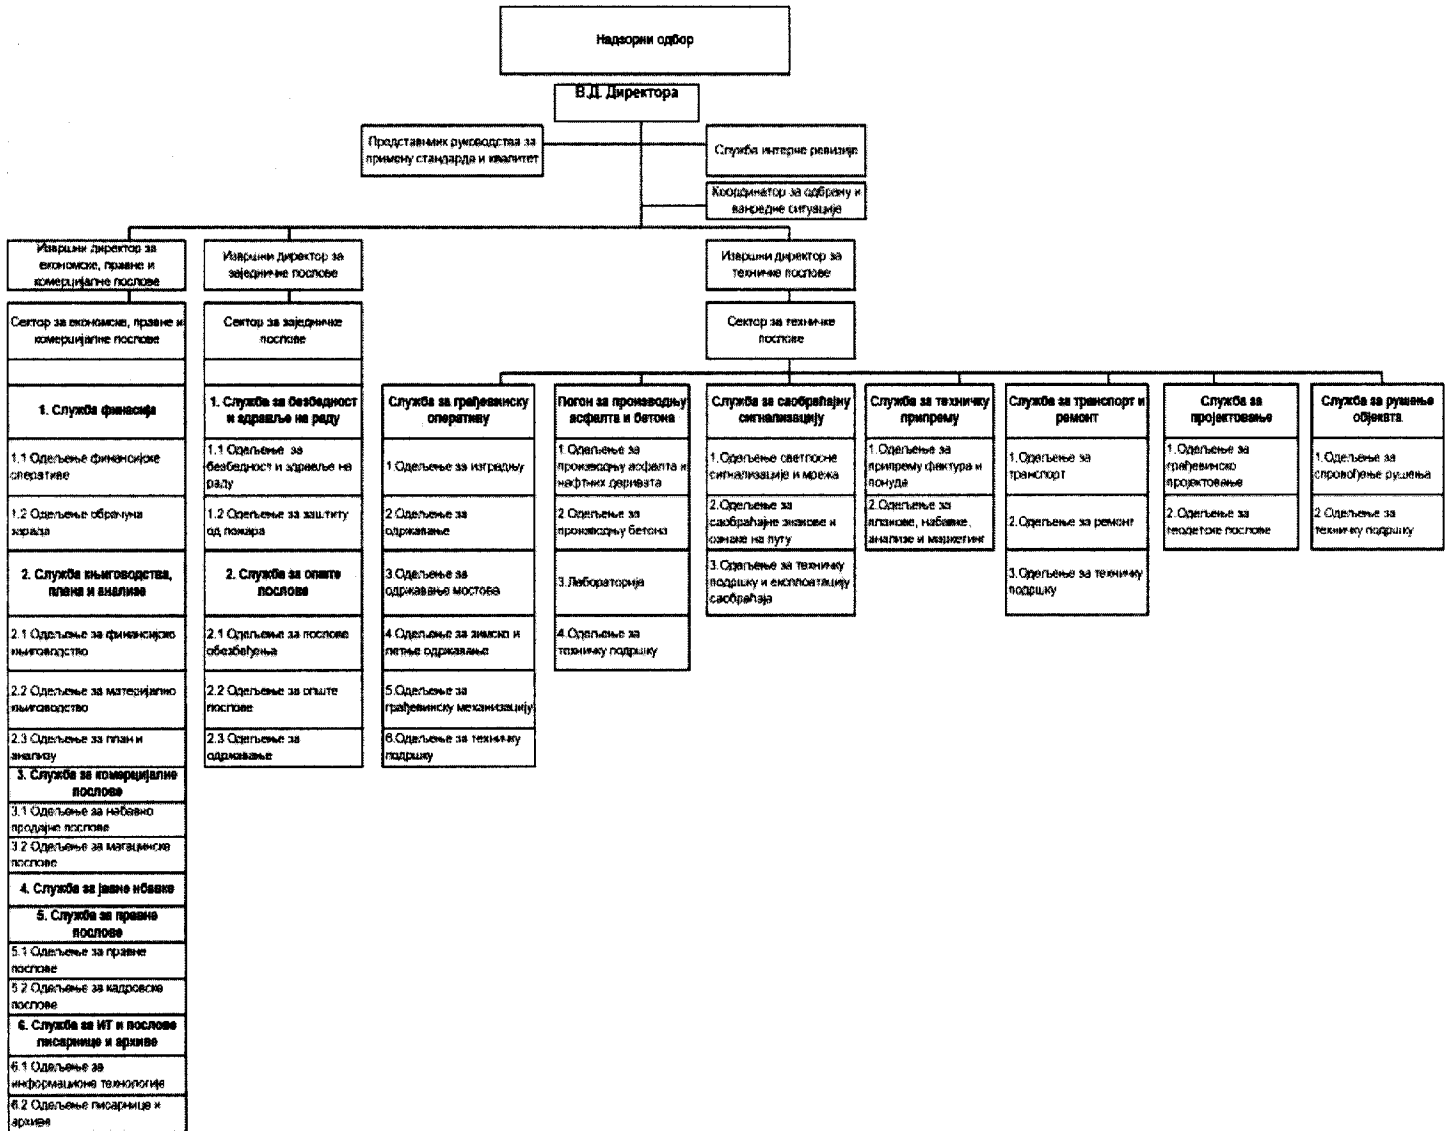 Надзорни одбор
В.Д. Директора
Представник руководства за
примену стандарда и квалитет
Служба интерне ревизије
Координатор за одбрану и
ванредне ситуације
Извршни директор за
економске, правне и
комерцијалне послове
Извршни директор за
заједничке послове
Извршни директор за
техничке послове
Сектор за економске, правне и
комерцијалне послове
Сектор за заједничке
послове
Сектор за техничке
послове
1. Служба финасија
1.1 Одељење финансијске
оперативе
1.2 Одељење обрачуна
зарада
2. Служба књиговодства,
плана и анализе
2.1 Одељење за финансијско
књиговодство
2.2 Одељење за материјално
књиговодство
2.3 Одељење за план и
анализу
3. Служба за комерцијалне
послове
3.1 Одељење за набавно
продајне послове
3.2 Одељење за магацинске
послове
4. Служба за јавне нбавке
5. Служба за правне
послове
5.1 Одељење за правне
послове
5.2 Одељење за кадровске
послове
6. Служба за ИТ и послове
писарнице и архиве
6.1 Одељење за
информационе технологије
6.2 Одељење писарнице и
архиве
1. Служба за безбедност
и здравље на раду
1.1 Одељење за
безбедност и здравље на
раду
1.2 Одељење за заштиту
од пожара
2. Служба за опште
послове
2.1 Одељење за послове
обезбеђења
2.2 Одељење за опште
послове
2.3 Одељење за
одржавање
Служба за грађевинску
оперативу
1.Одељење за изградњу
2.Одељење за
одржавање
3.Одељење за
одржавање мостова
4.Одељење за зимско и
летње одржавање
5.Одељење за
грађевинску механизацију
6.Одељење за техничку
подршку
Погон за производњу
асфалта и бетона
1.Одељење за
производњу асфалта и
нафтних деривата
2.Одељење за
производњу бетона
3.Лабораторија
4.Одељење за
техничку подршку
Служба за саобраћајну
сигнализацију
1.Одељење светлосне
сигнализације и мрежа
2.Одељење за
саобраћајне знакове и
ознаке на путу
3.Одељење за техничку
подршку и експлоатацију
саобраћаја
Служба за техничку
припрему
1.Одељење за
припрему фактура и
понуда
2.Одељење за
планове, набавке,
анализе и маркетинг
Служба за транспорт и
ремонт
1.Одељење за
транспорт
2.Одељење за ремонт
3.Одељење за техничку
подршку
Служба за
пројектовање
1.Одељење за
грађевинско
пројектовање
2.Одељење за
геодетске послове
Служба за рушење
објеката
1.Одељење за
спровођење рушења
2.Одељење за
техничку подршку